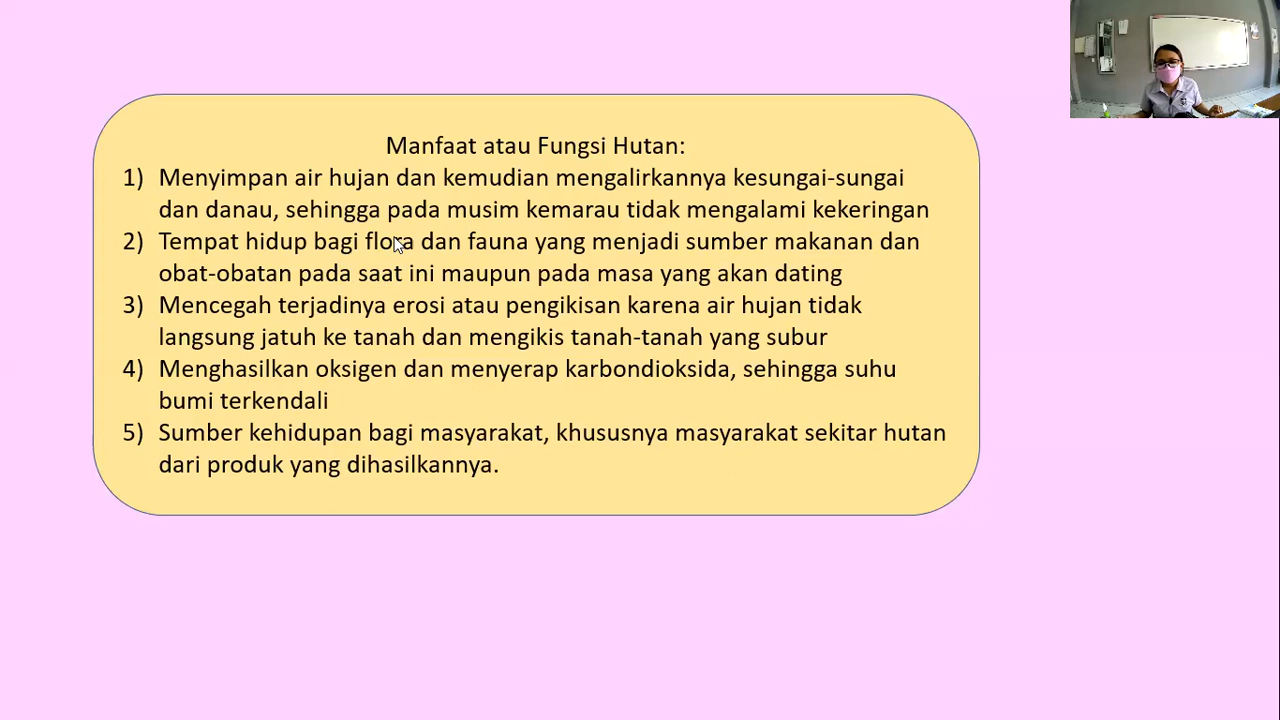 Manfaat atau Fungsi Hutan:
1) Menyimpan air hujan dan kemudian mengalirkannya kesungai-sungai
dan danau, sehingga pada musim kemarau tidak mengalami kekeringan
2) Tempat hidup bagi flora dan fauna yang menjadi sumber makanan dan
obat-obatan pada saat ini maupun pada masa yang akan dating
3) Mencegah terjadinya erosi atau pengikisan karena air hujan tidak
langsung jatuh ke tanah dan mengikis tanah-tanah yang subur
4) Menghasilkan oksigen dan menyerap karbondioksida, sehingga suhu
bumi terkendali
5) Sumber kehidupan bagi masyarakat, khususnya masyarakat sekitar hutan
dari produk yang dihasilkannya.